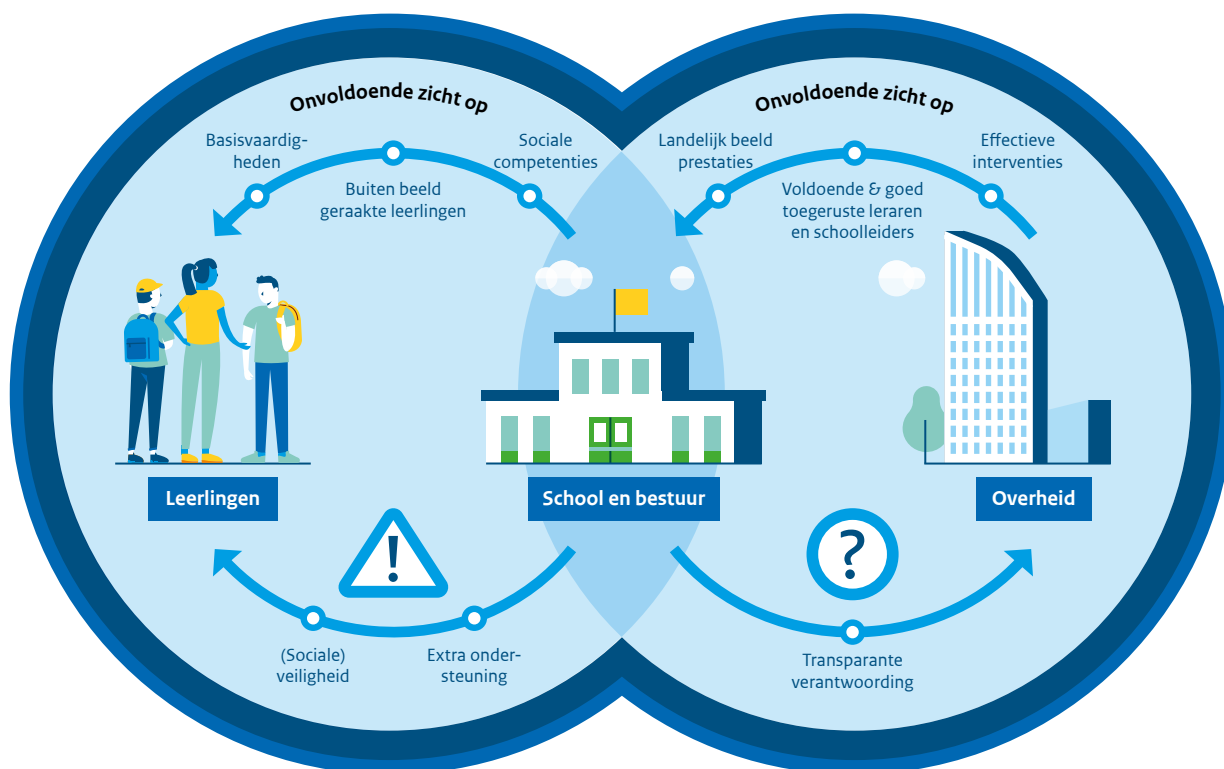 Onvoldoende zicht op
Basisvaardig-
heden
Buiten beeld
geraakte leerlingen
Sociale
competenties
Onvoldoende zicht op
Landelijk beeld
prestaties
Voldoende & goed
toegeruste leraren
en schoolleiders
Effectieve
interventies
Leerlingen
School en bestuur
Overheid
!
?
(Sociale)
veiligheid
Extra onder-
steuning
Transparante
verantwoording